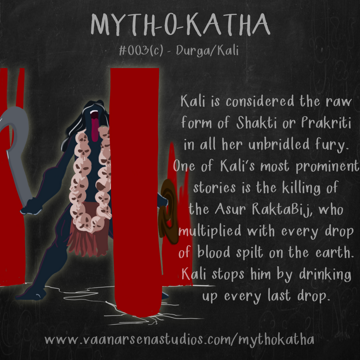 MYTH-O-KATHA
#003(c) - Durga/Kali
Kali is considered the raw
form of Shakti or Prakriti
in all her unbridled fury.
One of Kali's most prominent
stories is the killing of
the Asur RaktaBij, who
multiplied with every drop
of blood spilt on the earth.
Kali stops him by drinking
up every last drop.
www.vaanarsenastudios.com/mythokatha